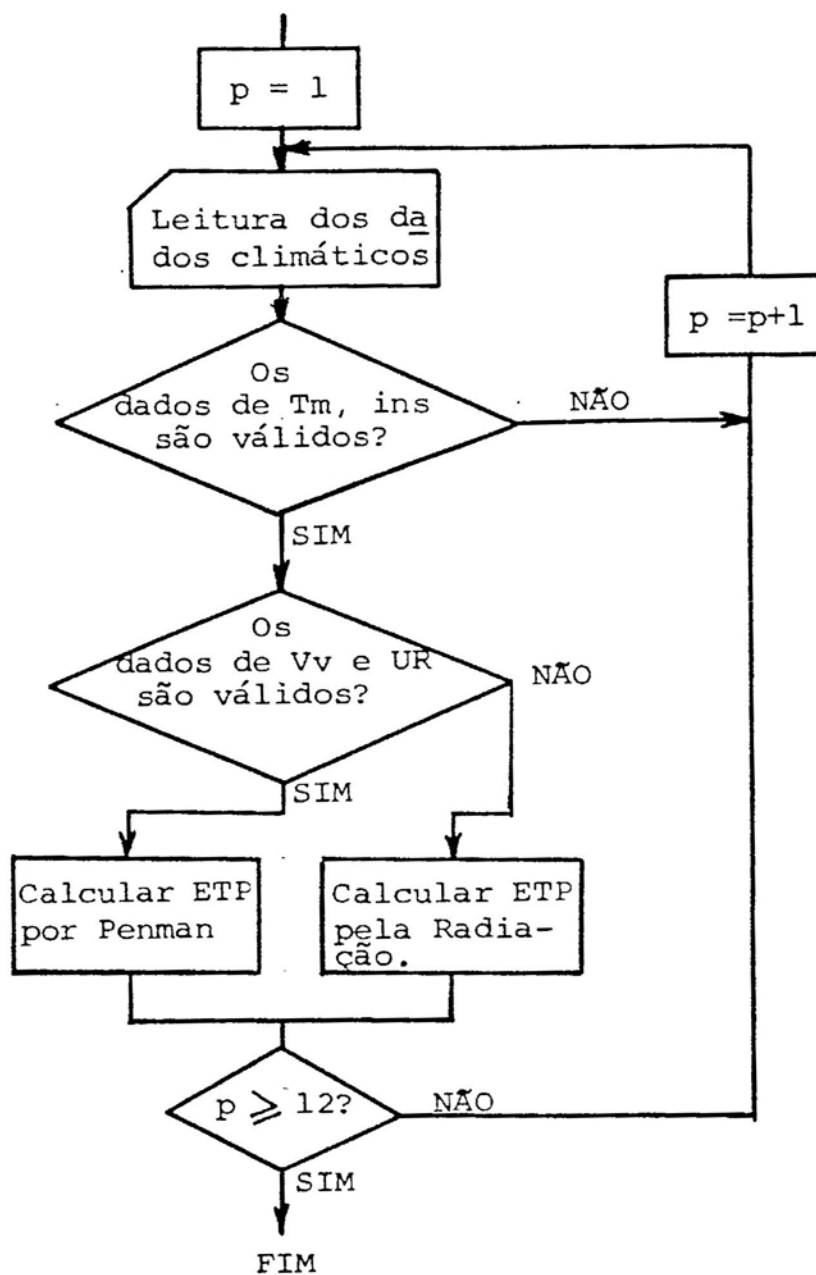 p = 1
Leitura dos da
dos climáticos
p =p+1
Os
dados de Tm, ins
são válidos?
NÃO
SIM
Os
dados de Vv e UR
são válidos?
NÃO
SIM
Calcular ETP
por Penman
Calcular ETP
pela Radia-
ção.
p ⩾ 12?
NÃO
SIM
FIM